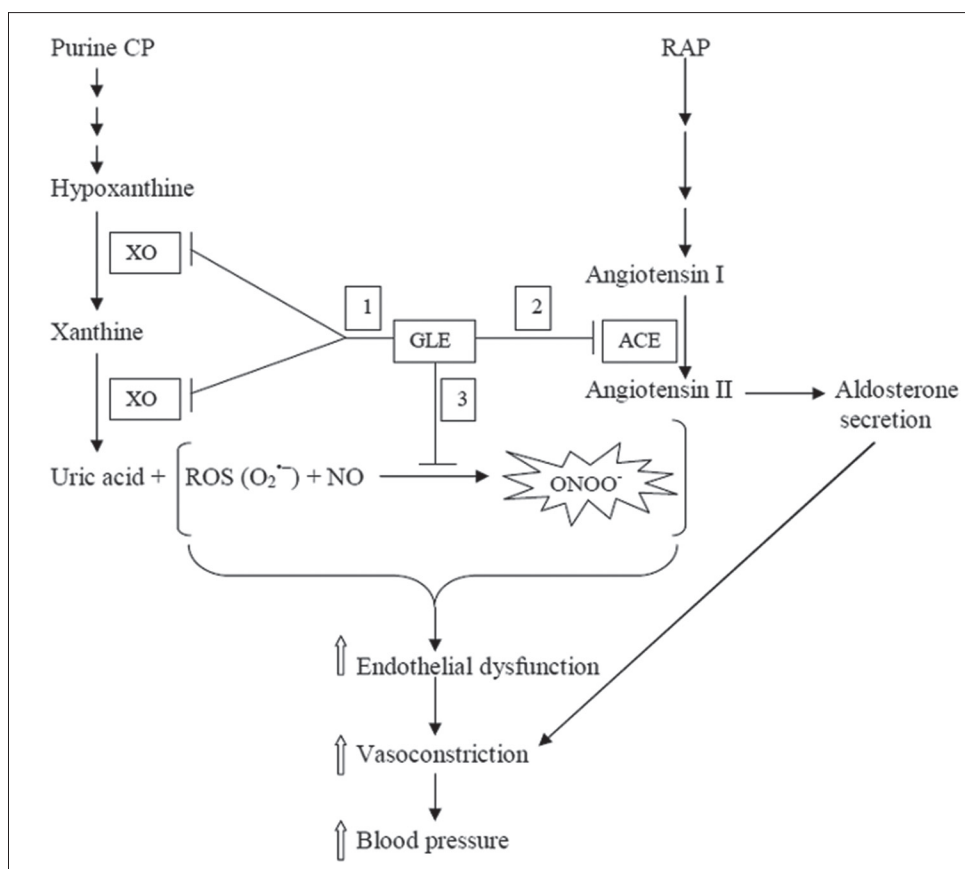 Purine CP
RAP
Hypoxanthine
XO
Angiotensin I
1
2
Xanthine
GLE
ACE
XO
3
Angiotensin II
Aldosterone
secretion
Uric acid + [ROS (O₂•−) + NO
ONOO⁻]
⇧ Endothelial dysfunction
⇧ Vasoconstriction
⇧ Blood pressure